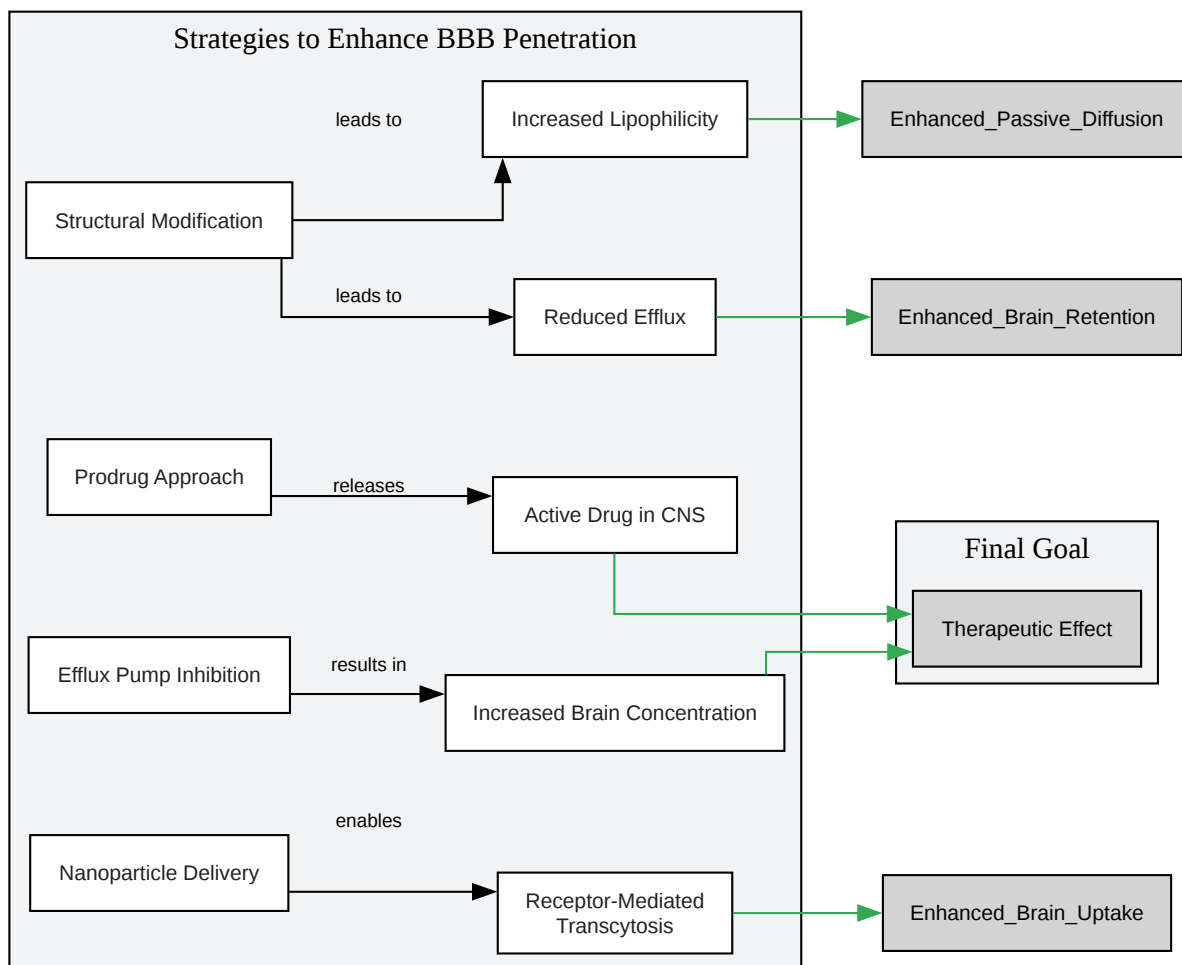 Strategies to Enhance BBB Penetration
leads to
Increased Lipophilicity
Enhanced_Passive_Diffusion
Structural Modification
leads to
Reduced Efflux
Enhanced_Brain_Retention
Prodrug Approach
releases
Active Drug in CNS
Final Goal
Therapeutic Effect
Efflux Pump Inhibition
results in
Increased Brain Concentration
enables
Nanoparticle Delivery
Receptor-Mediated
Transcytosis
Enhanced_Brain_Uptake